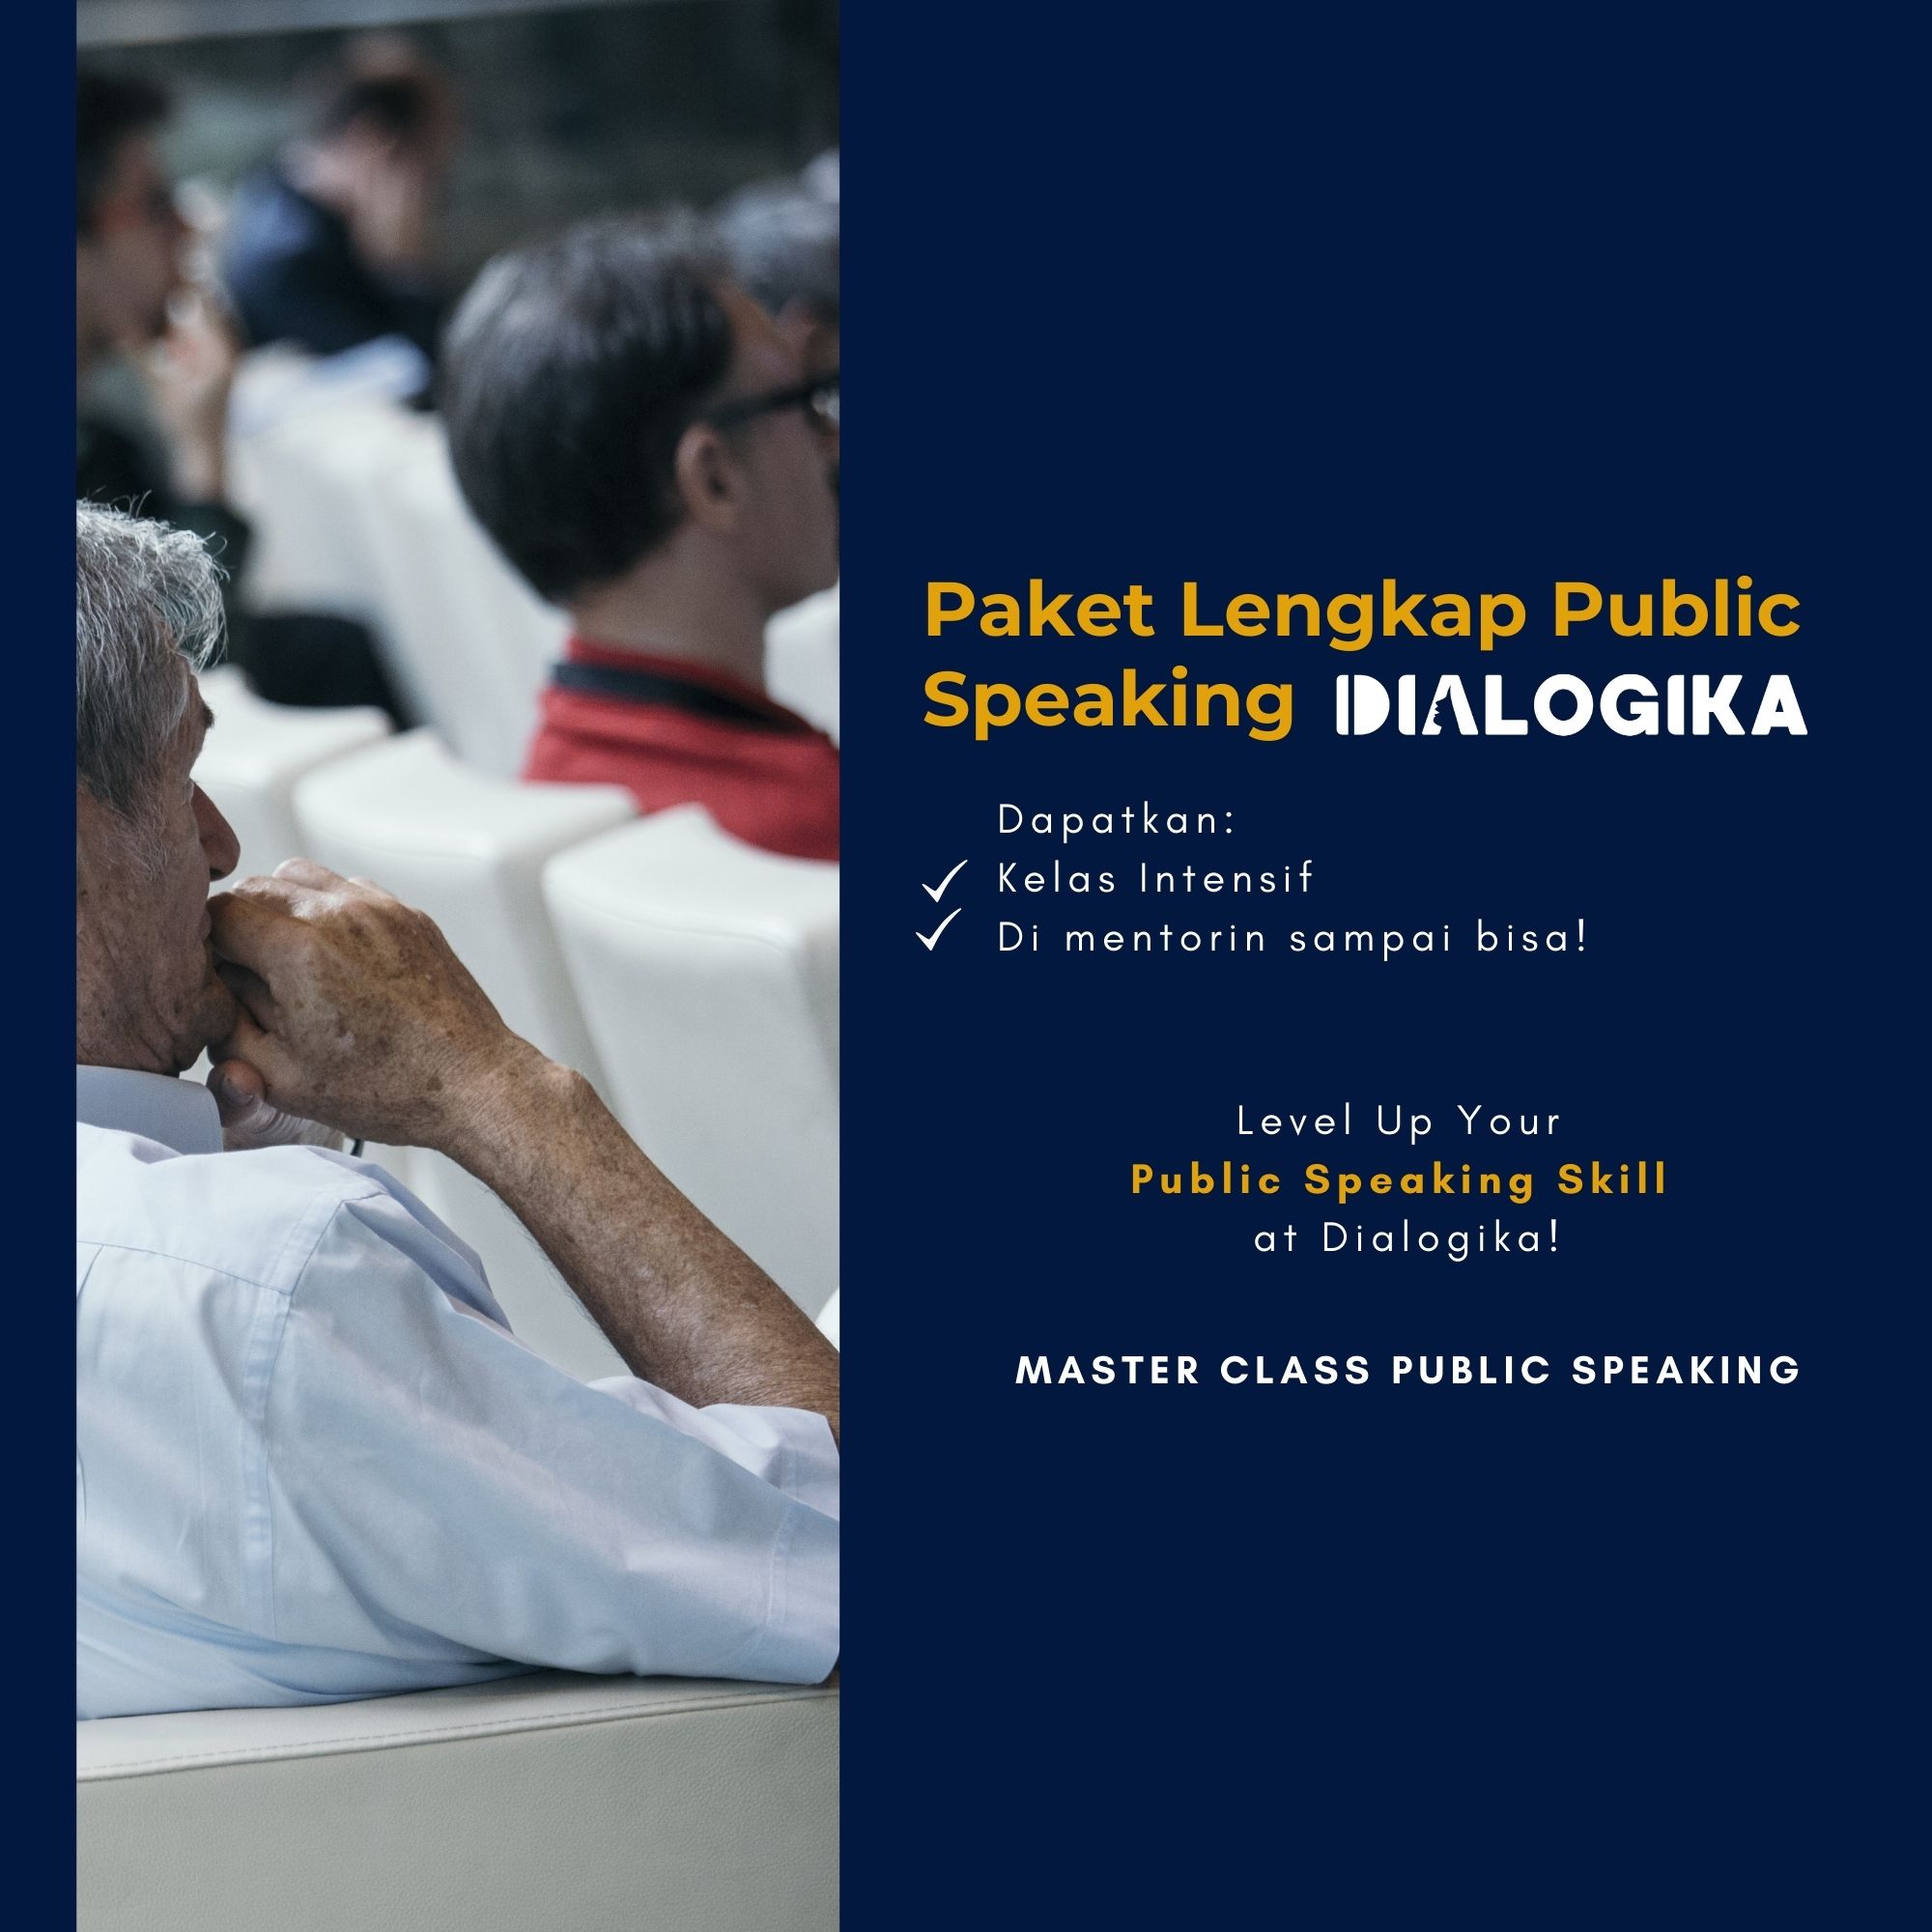 Paket Lengkap Public
Speaking DIALOGIKA
Dapatkan:
Kelas Intensif
Di mentorin sampai bisa!
Level Up Your
Public Speaking Skill
at Dialogika!
MASTER CLASS PUBLIC SPEAKING